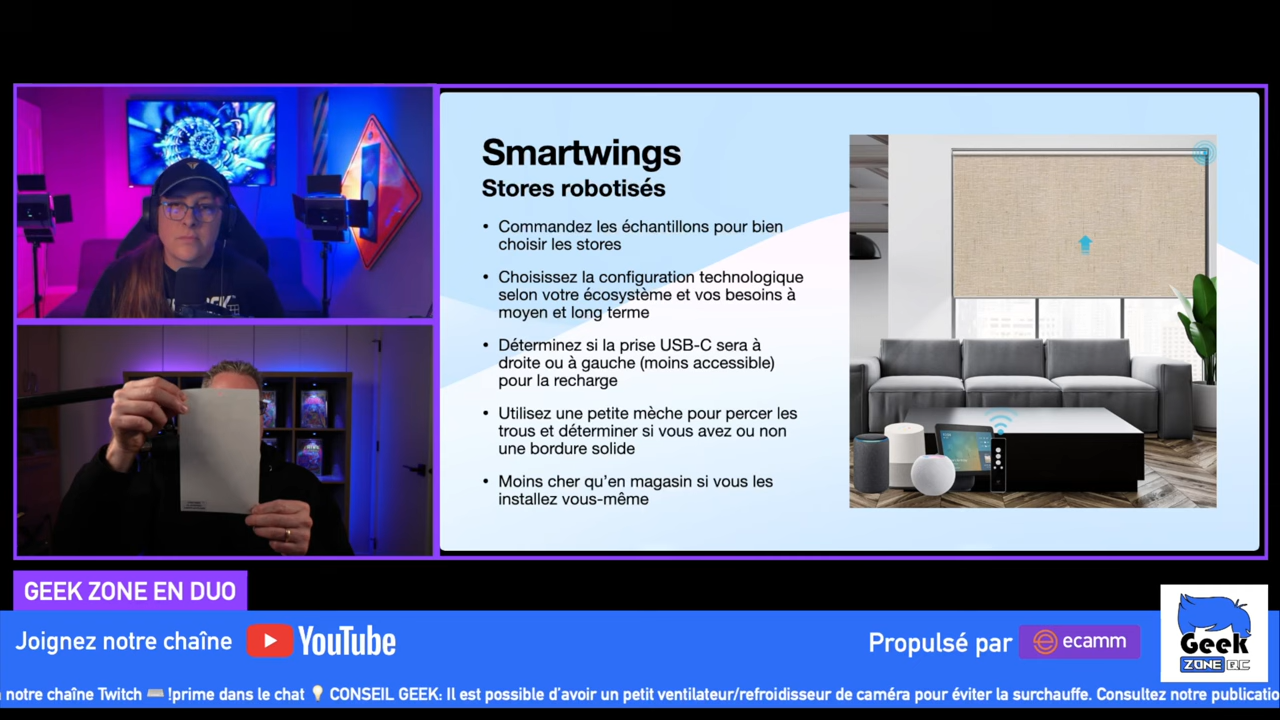 Smartwings
Stores robotisés
• Commandez les échantillons pour bien
choisir les stores
• Choisissez la configuration technologique
selon votre écosystème et vos besoins à
moyen et long terme
• Déterminez si la prise USB-C sera à
droite ou à gauche (moins accessible)
pour la recharge
• Utilisez une petite mèche pour percer les
trous et déterminer si vous avez ou non
une bordure solide
• Moins cher qu'en magasin si vous les
installez vous-même
GEEK ZONE EN DUO
Joignez notre chaîne YouTube
Propulsé par ecamm
Geek
ZONE QC
notre chaîne Twitch ⌨️ !prime dans le chat 💡 CONSEIL GEEK: Il est possible d'avoir un petit ventilateur/refroidisseur de caméra pour éviter la surchauffe. Consultez notre publicatio